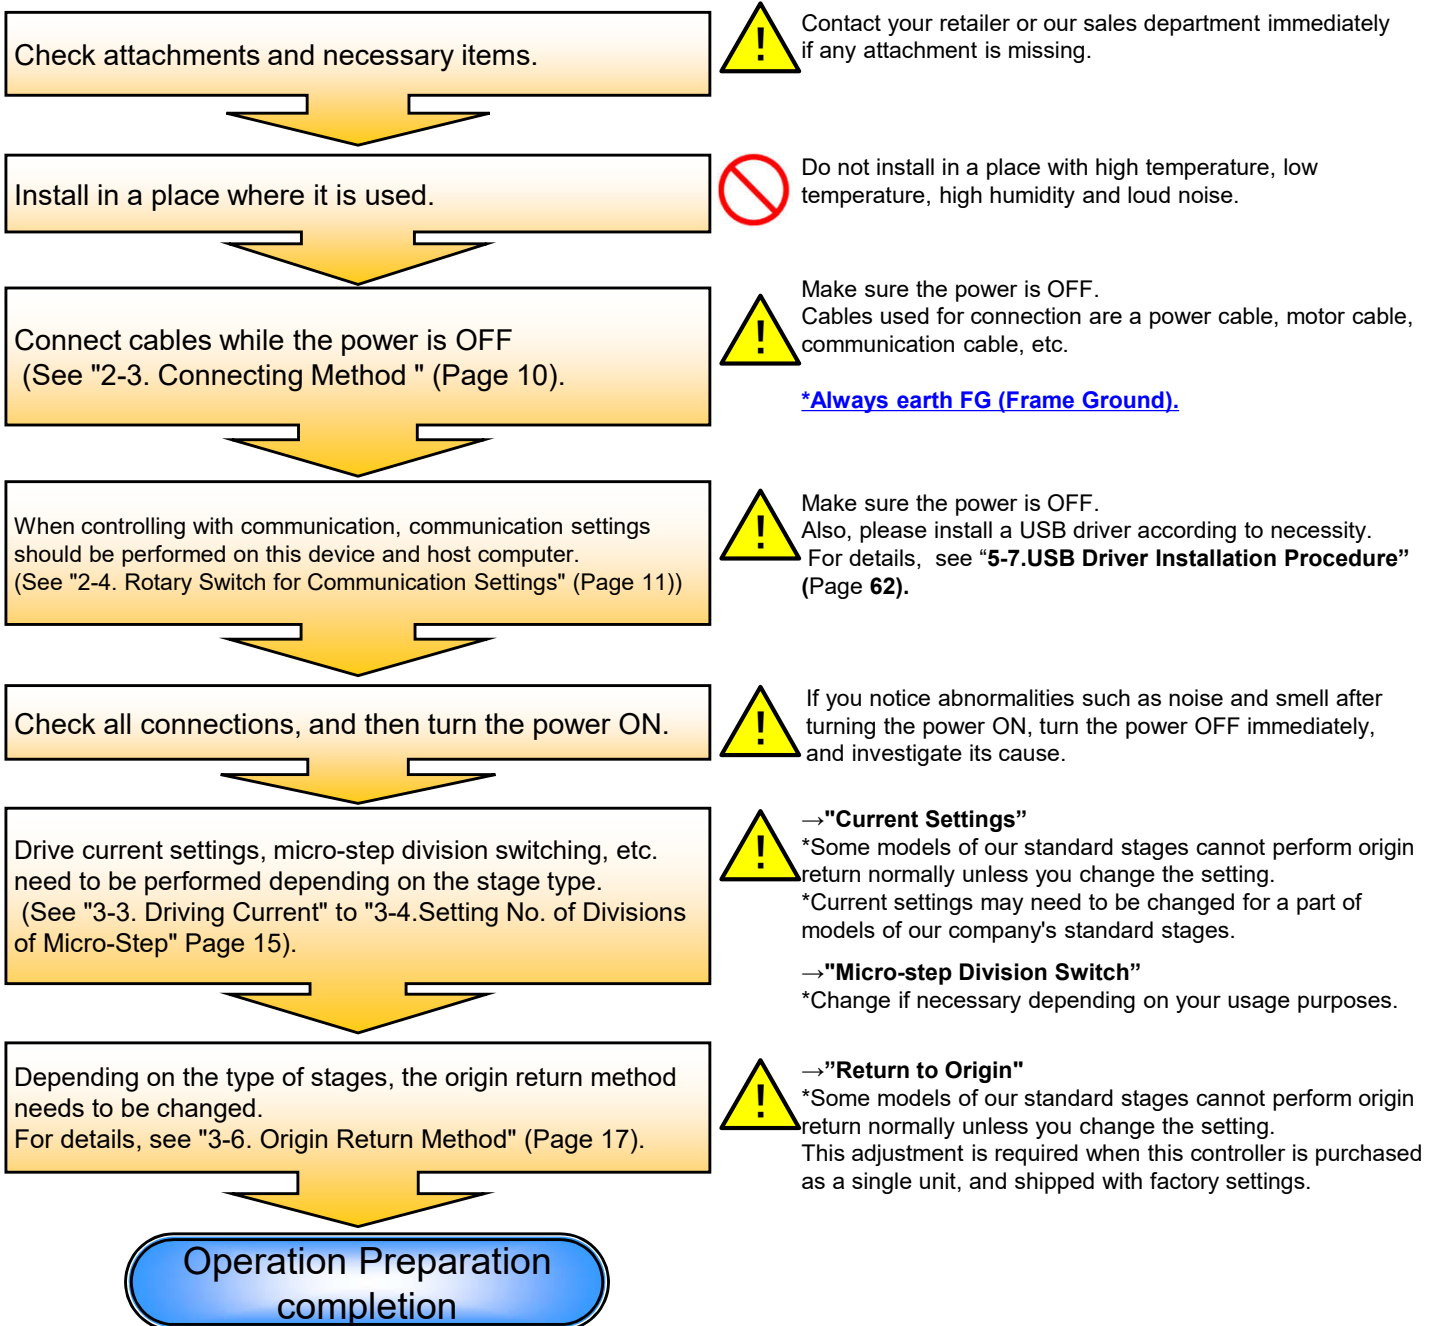 Check attachments and necessary items.
!
Contact your retailer or our sales department immediately
if any attachment is missing.
Install in a place where it is used.
Do not install in a place with high temperature, low
temperature, high humidity and loud noise.
Connect cables while the power is OFF
(See "2-3. Connecting Method " (Page 10).
!
Make sure the power is OFF.
Cables used for connection are a power cable, motor cable,
communication cable, etc.
*Always earth FG (Frame Ground).
When controlling with communication, communication settings
should be performed on this device and host computer.
(See "2-4. Rotary Switch for Communication Settings" (Page 11))
!
Make sure the power is OFF.
Also, please install a USB driver according to necessity.
For details,  see “5-7.USB Driver Installation Procedure”
(Page 62).
Check all connections, and then turn the power ON.
!
If you notice abnormalities such as noise and smell after
turning the power ON, turn the power OFF immediately,
and investigate its cause.
Drive current settings, micro-step division switching, etc.
need to be performed depending on the stage type.
(See "3-3. Driving Current" to "3-4.Setting No. of Divisions
of Micro-Step" Page 15).
!
→"Current Settings”
*Some models of our standard stages cannot perform origin
return normally unless you change the setting.
*Current settings may need to be changed for a part of
models of our company's standard stages.
→"Micro-step Division Switch”
*Change if necessary depending on your usage purposes.
Depending on the type of stages, the origin return method
needs to be changed.
For details, see "3-6. Origin Return Method" (Page 17).
!
→”Return to Origin"
*Some models of our standard stages cannot perform origin
return normally unless you change the setting.
This adjustment is required when this controller is purchased
as a single unit, and shipped with factory settings.
Operation Preparation
completion